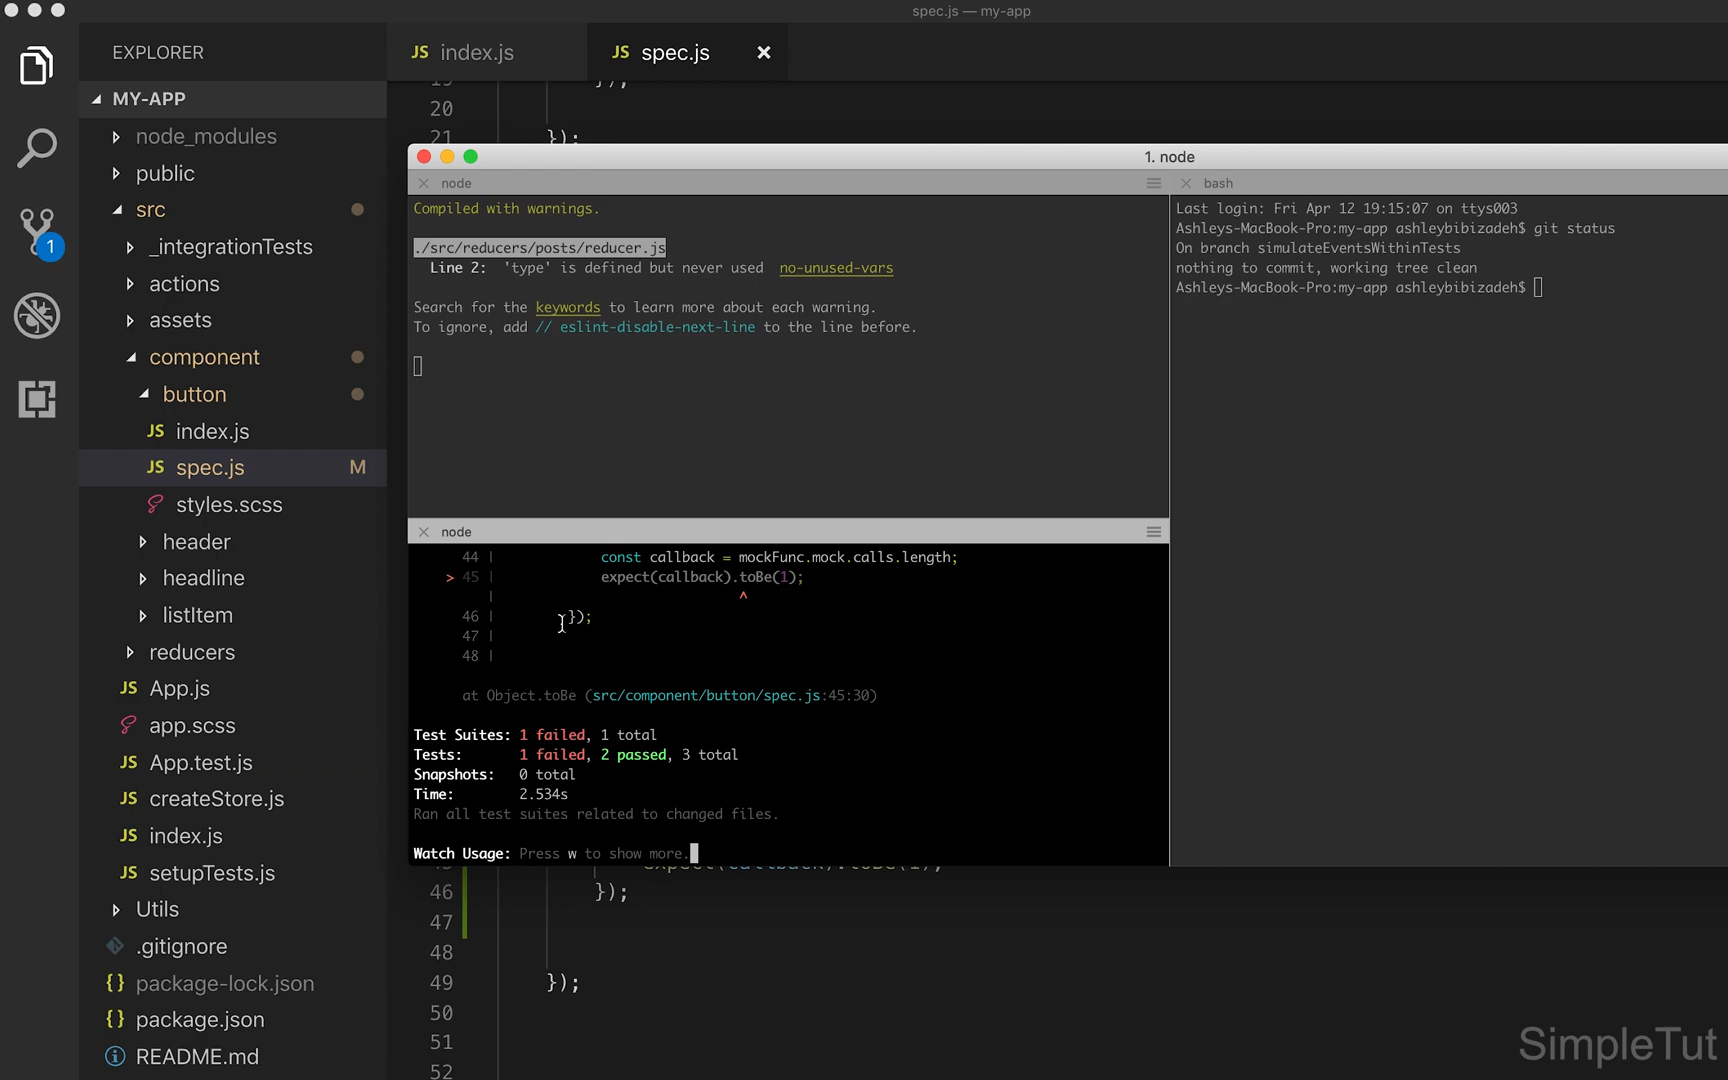 spec.js — my-app
EXPLORER
MY-APP
node_modules
public
src
_integrationTests
actions
assets
component
button
JS index.js
JS spec.js M
styles.scss
header
headline
listItem
reducers
JS App.js
app.scss
JS App.test.js
JS createStore.js
JS index.js
JS setupTests.js
Utils
.gitignore
{} package-lock.json
{} package.json
README.md
1
JS index.js
JS spec.js
19 });
20
21 });
1. node
node
Compiled with warnings.
./src/reducers/posts/reducer.js
Line 2: 'type' is defined but never used no-unused-vars
Search for the keywords to learn more about each warning.
To ignore, add // eslint-disable-next-line to the line before.
bash
Last login: Fri Apr 12 19:15:07 on ttys003
Ashleys-MacBook-Pro:my-app ashleybibizadeh$ git status
On branch simulateEventsWithinTests
nothing to commit, working tree clean
Ashleys-MacBook-Pro:my-app ashleybibizadeh$
node
44 | const callback = mockFunc.mock.calls.length;
> 45 | expect(callback).toBe(1);
| ^
46 | });
47 |
48 |
at Object.toBe (src/component/button/spec.js:45:30)
Test Suites: 1 failed, 1 total
Tests: 1 failed, 2 passed, 3 total
Snapshots: 0 total
Time: 2.534s
Ran all test suites related to changed files.
Watch Usage: Press w to show more.
45 expect(callback).toBe(1);
46 });
47
48
49 });
50
51
52
SimpleTut